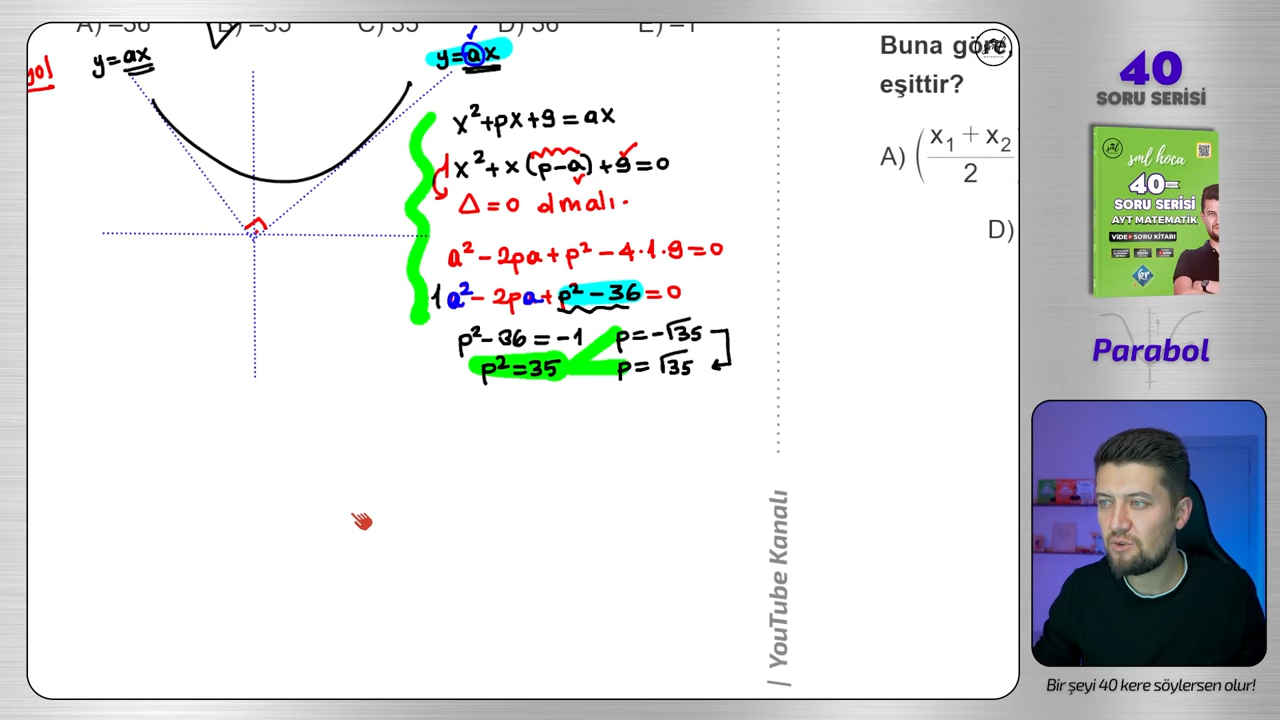 A) –36 B) –35 C) 35 D) 36 E) –1
yol
y=ax
y=ax
x²+px+9=ax
x²+x(p-a)+9=0
Δ=0 olmalı.
a²-2pa+p²-4·1·9=0
1a²-2pa+p²-36=0
p²-36=-1
p=-√35
p²=35
p=√35
| YouTube Kanalı
Buna göre,
eşittir?
A) (x₁ + x₂
2
D)
40
SORU SERİSİ
sml hoca
40
SORU SERİSİ
AYT MATEMATİK
VİDEO SORU KİTABI
Parabol
Bir şeyi 40 kere söylersen olur!